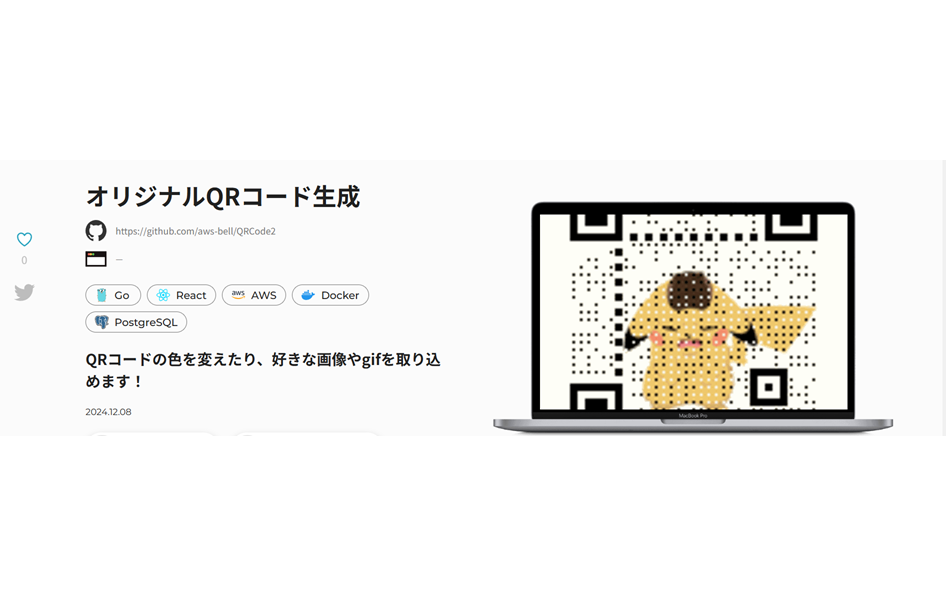 オリジナルQRコード生成
https://github.com/aws-bell/QRCode2
—
0
Go
React
aws AWS
Docker
PostgreSQL
QRコードの色を変えたり、好きな画像やgifを取り込
めます！
2024.12.08
MacBook Pro